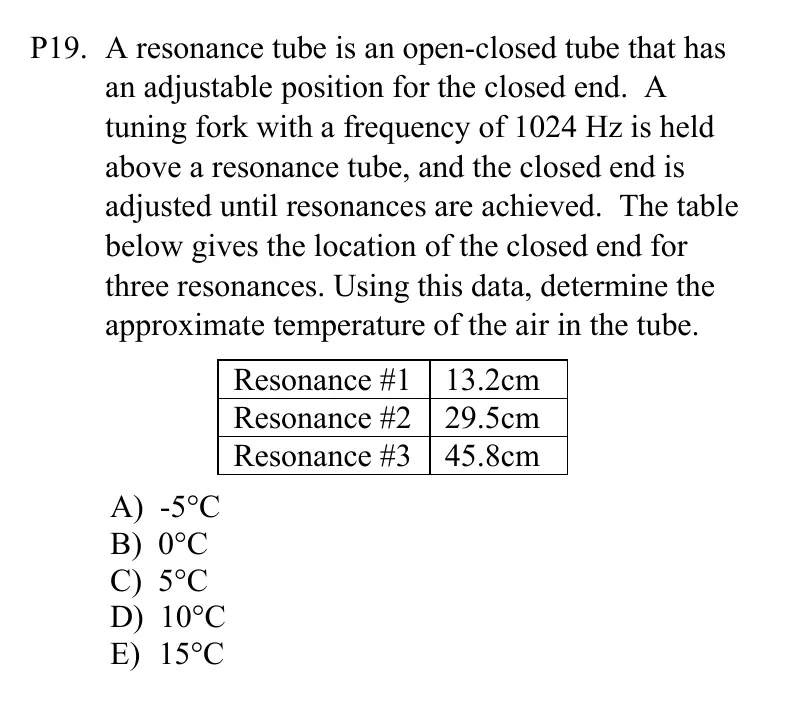 P19. A resonance tube is an open-closed tube that has
an adjustable position for the closed end. A
tuning fork with a frequency of 1024 Hz is held
above a resonance tube, and the closed end is
adjusted until resonances are achieved. The table
below gives the location of the closed end for
three resonances. Using this data, determine the
approximate temperature of the air in the tube.
Resonance #1 13.2cm
Resonance #2 29.5cm
Resonance #3 45.8cm
A) -5°C
B) 0°C
C) 5°C
D) 10°C
E) 15°C